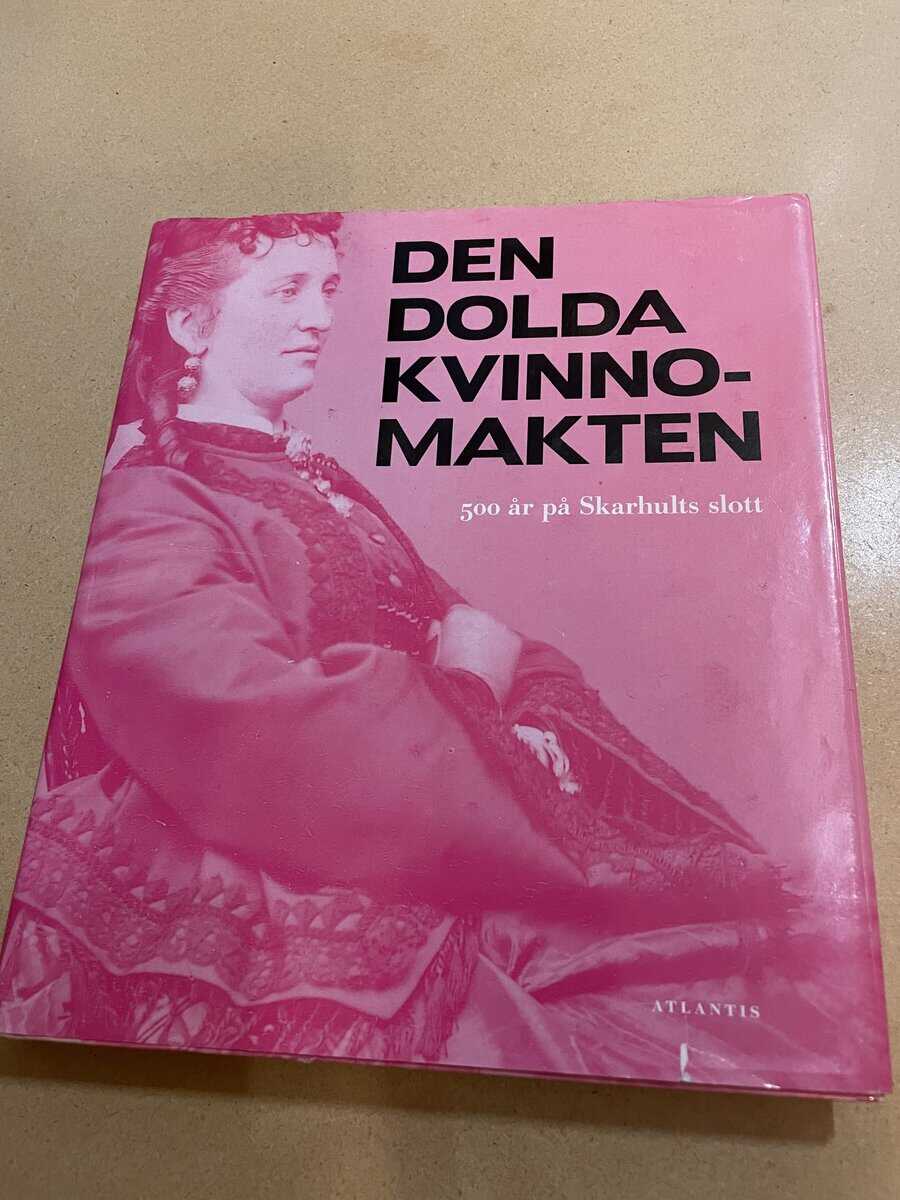 DEN
DOLDA
KVINNO-
MAKTEN
500 år på Skarhults slott
ATLANTIS